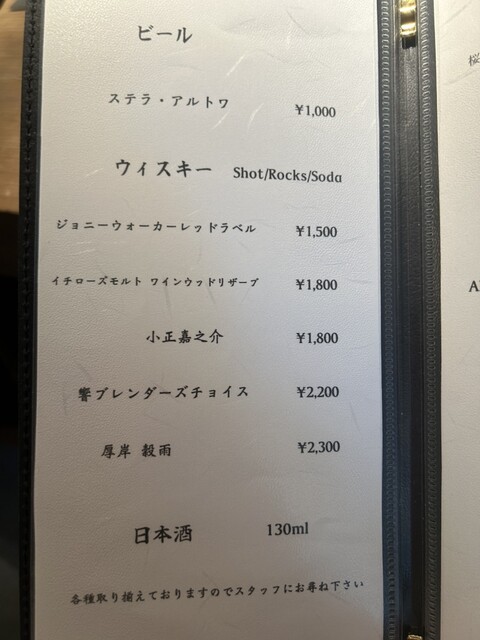 ビール
ステラ・アルトワ ¥1,000
ウィスキー Shot/Rocks/Soda
ジョニーウォーカーレッドラベル ¥1,500
イチローズモルト ワインウッドリザーブ ¥1,800
小正嘉之介 ¥1,800
響ブレンダーズチョイス ¥2,200
厚岸 穀雨 ¥2,300
日本酒 130ml
各種取り揃えておりますのでスタッフにお尋ね下さい